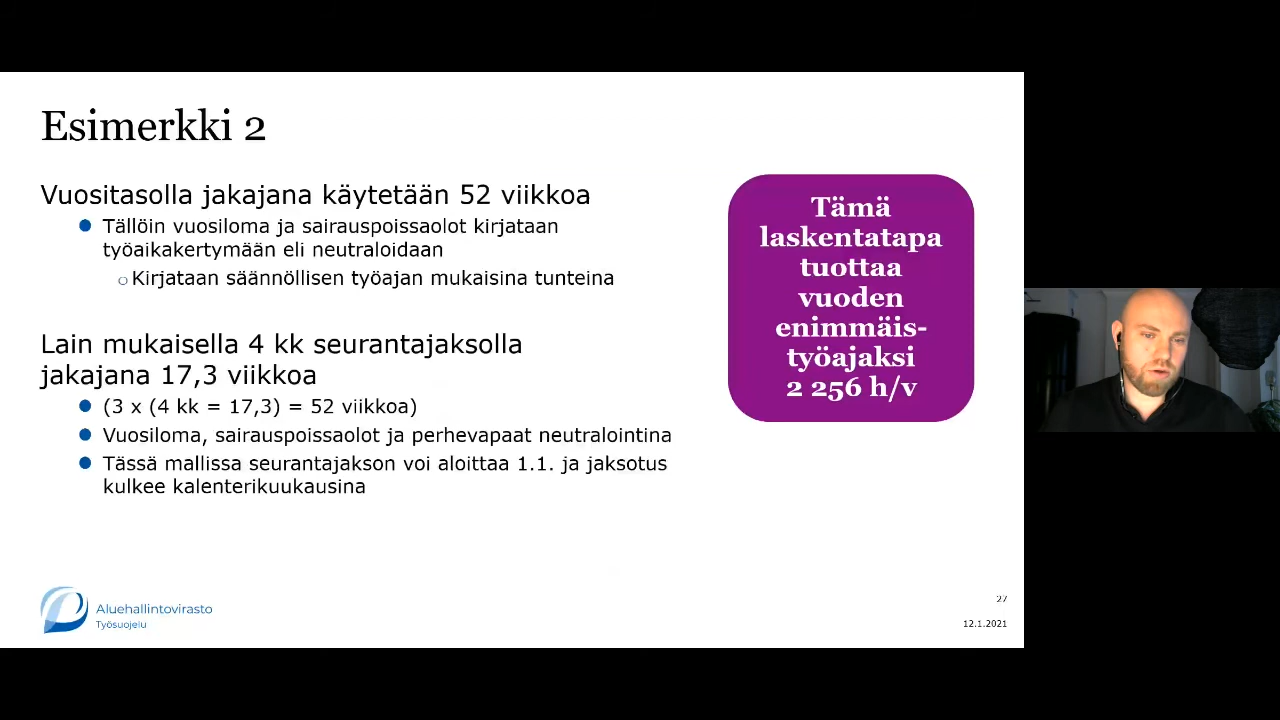 Esimerkki 2
Vuositasolla jakajana käytetään 52 viikkoa
Tällöin vuosiloma ja sairauspoissaolot kirjataan
työaikakertymään eli neutraloidaan
Kirjataan säännöllisen työajan mukaisina tunteina
Lain mukaisella 4 kk seurantajaksolla
jakajana 17,3 viikkoa
(3 x (4 kk = 17,3) = 52 viikkoa)
Vuosiloma, sairauspoissaolot ja perhevapaat neutralointina
Tässä mallissa seurantajakson voi aloittaa 1.1. ja jaksotus
kulkee kalenterikuukausina
Tämä
laskentatapa
tuottaa
vuoden
enimmäis-
työajaksi
2 256 h/v
Aluehallintovirasto
Työsuojelu
27
12.1.2021